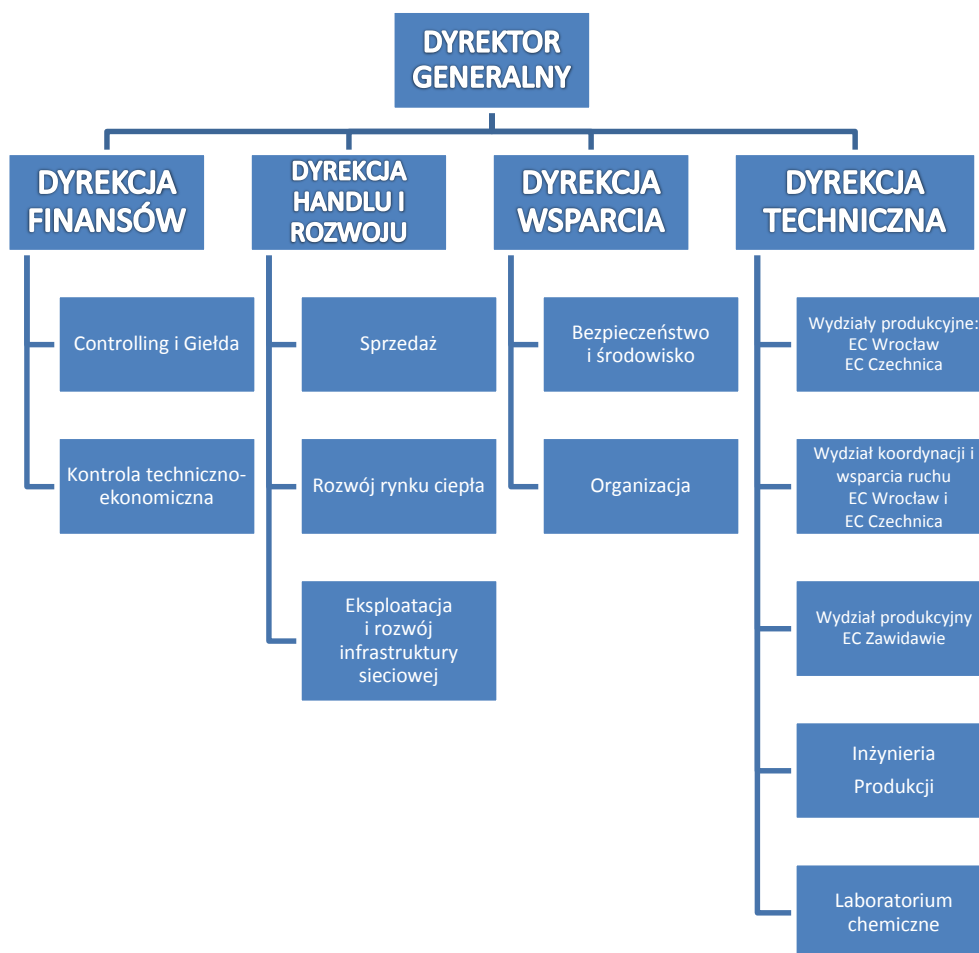 DYREKTOR
GENERALNY
DYREKCJA
FINANSÓW
DYREKCJA
HANDLU I
ROZWOJU
DYREKCJA
WSPARCIA
DYREKCJA
TECHNICZNA
Controlling i Giełda
Kontrola techniczno-
ekonomiczna
Sprzedaż
Rozwój rynku ciepła
Eksploatacja
i rozwój
infrastruktury
sieciowej
Bezpieczeństwo
i środowisko
Organizacja
Wydziały produkcyjne:
EC Wrocław
EC Czechnica
Wydział koordynacji i
wsparcia ruchu
EC Wrocław i
EC Czechnica
Wydział produkcyjny
EC Zawidawie
Inżynieria
Produkcji
Laboratorium
chemiczne